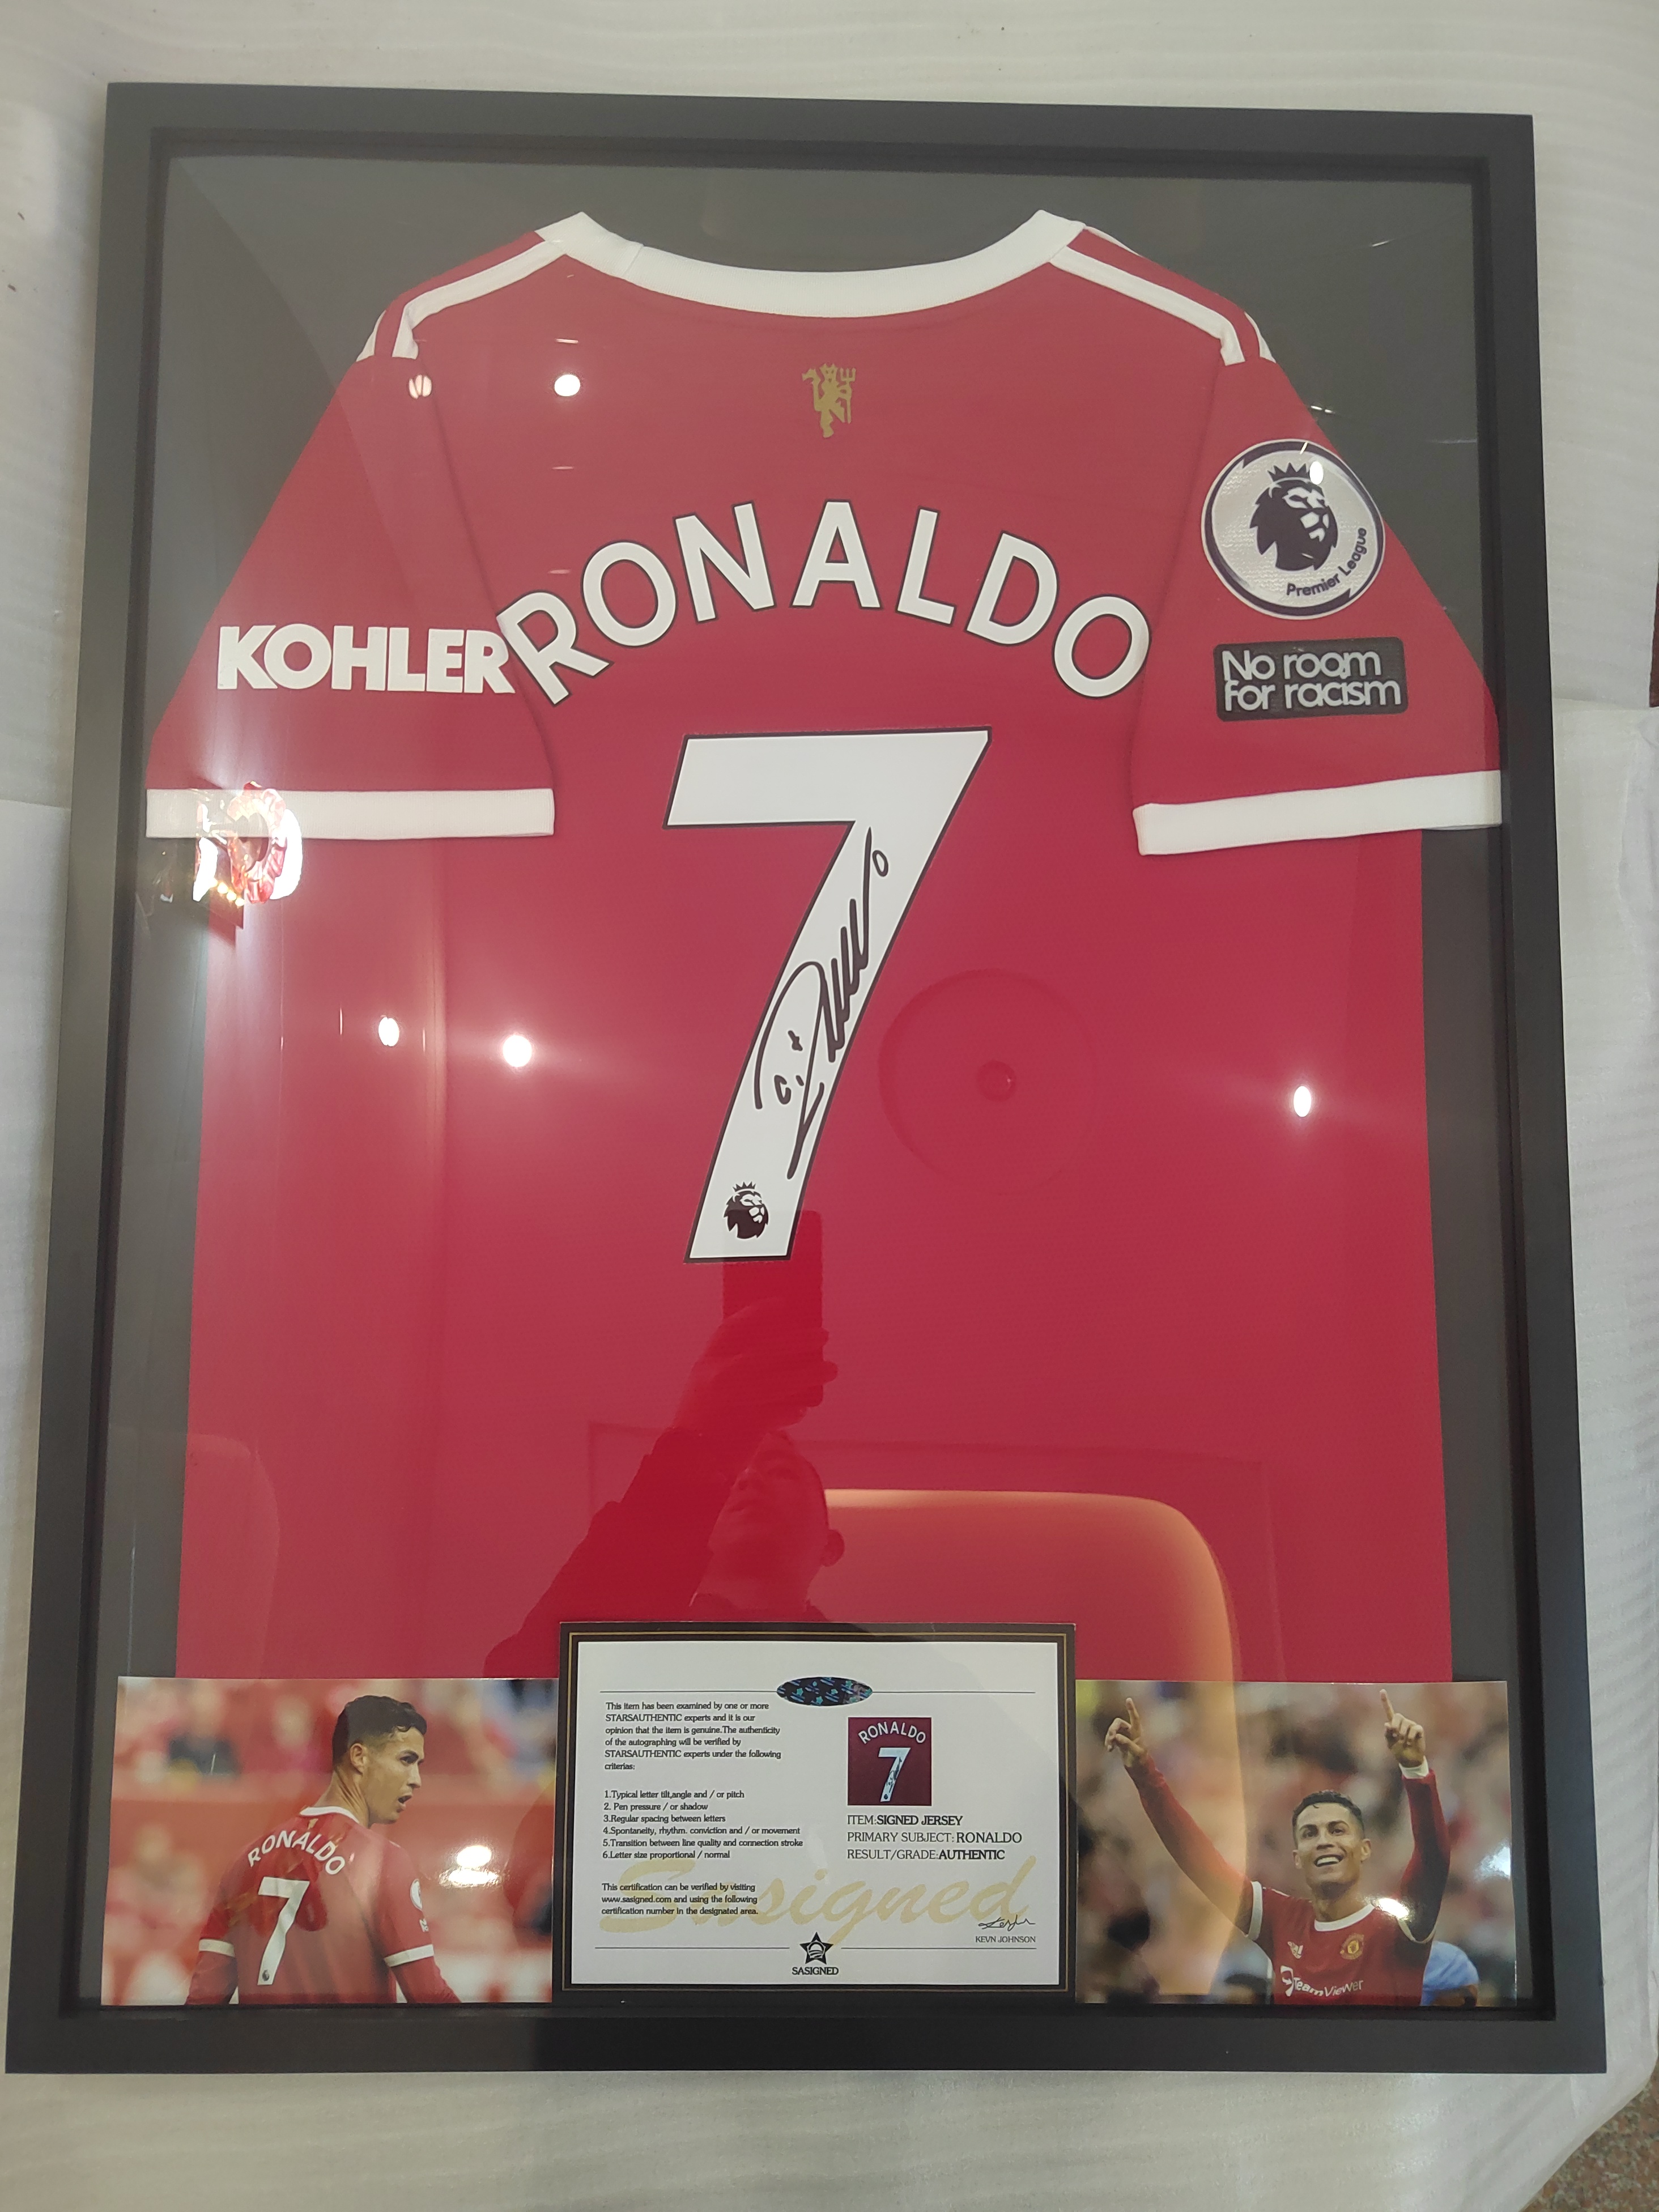 RONALDO
KOHLER
Premier League
No room
for racism
7
This item has been examined by one or more
STARSAUTHENTIC experts and it is our
opinion that the item is genuine.The authenticity
of the autographing will be verified by
STARSAUTHENTIC experts under the following
criterias:
1.Typical letter tilt,angle and / or pitch
2. Pen pressure / or shadow
3.Regular spacing between letters
4.Spontaneity, rhythm. conviction and / or movement
5.Transition between line quality and connection stroke
6.Letter size proportional / normal
This certification can be verified by visiting
www.sasigned.com and using the following
certification number in the designated area.
RONALDO
7
ITEM:SIGNED JERSEY
PRIMARY SUBJECT: RONALDO
RESULT/GRADE:AUTHENTIC
Sasigned
KEVN JOHNSON
SASIGNED
RONALDO
7
TeamViewer